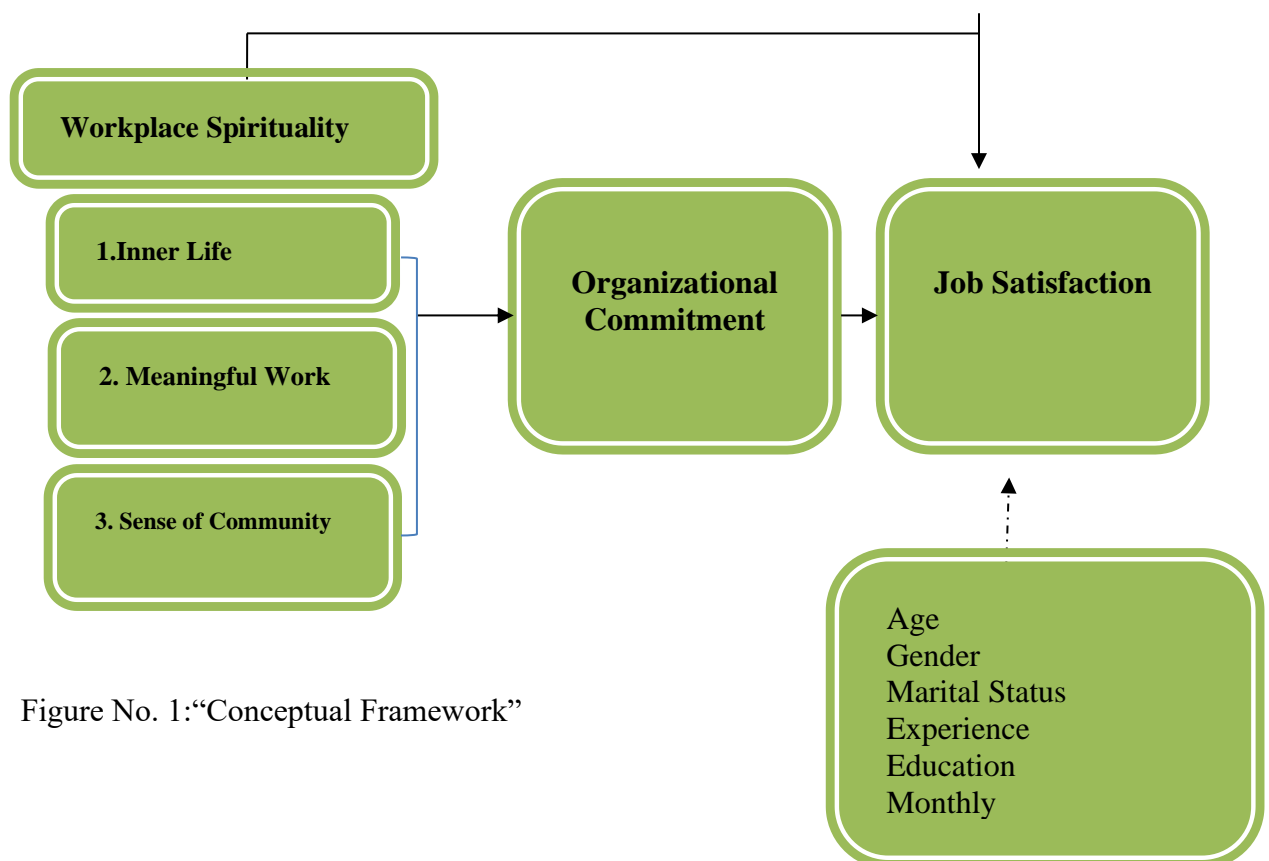 Workplace Spirituality
1.Inner Life
2. Meaningful Work
3. Sense of Community
Organizational
Commitment
Job Satisfaction
Age
Gender
Marital Status
Experience
Education
Monthly
Figure No. 1:“Conceptual Framework”